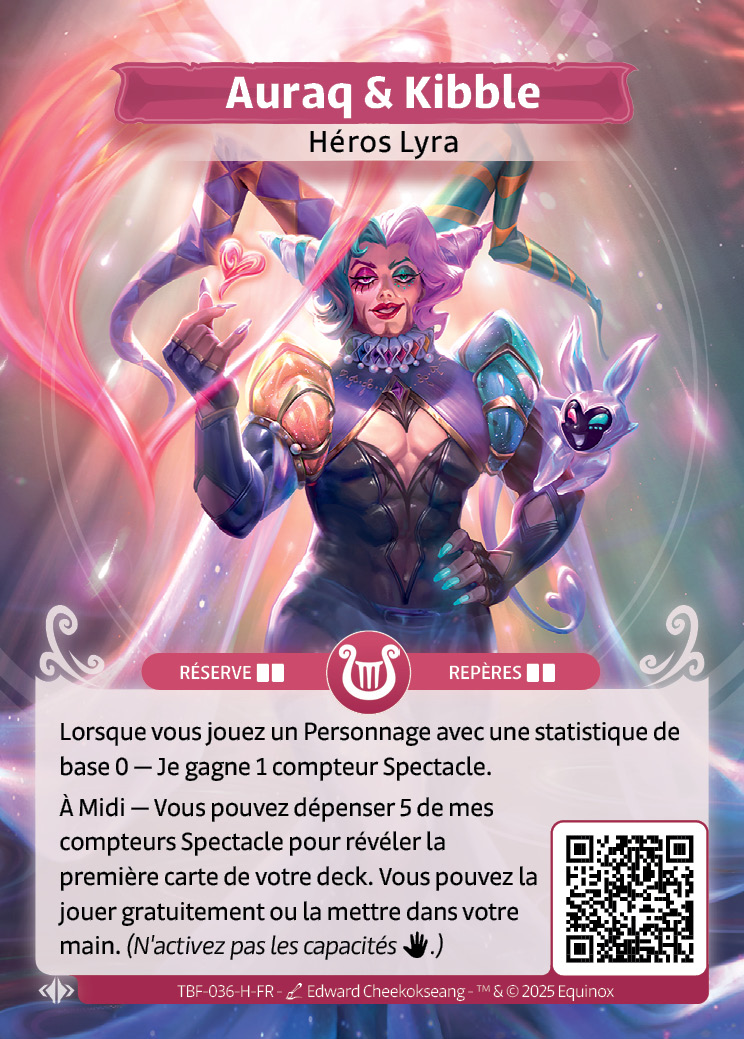 Auraq & Kibble
Héros Lyra
RÉSERVE
REPÈRES
Lorsque vous jouez un Personnage avec une statistique de
base 0 — Je gagne 1 compteur Spectacle.
À Midi — Vous pouvez dépenser 5 de mes
compteurs Spectacle pour révéler la
première carte de votre deck. Vous pouvez la
jouer gratuitement ou la mettre dans votre
main. (N'activez pas les capacités .)
TBF-036-H-FR - Edward Cheekokseang - ™ & © 2025 Equinox